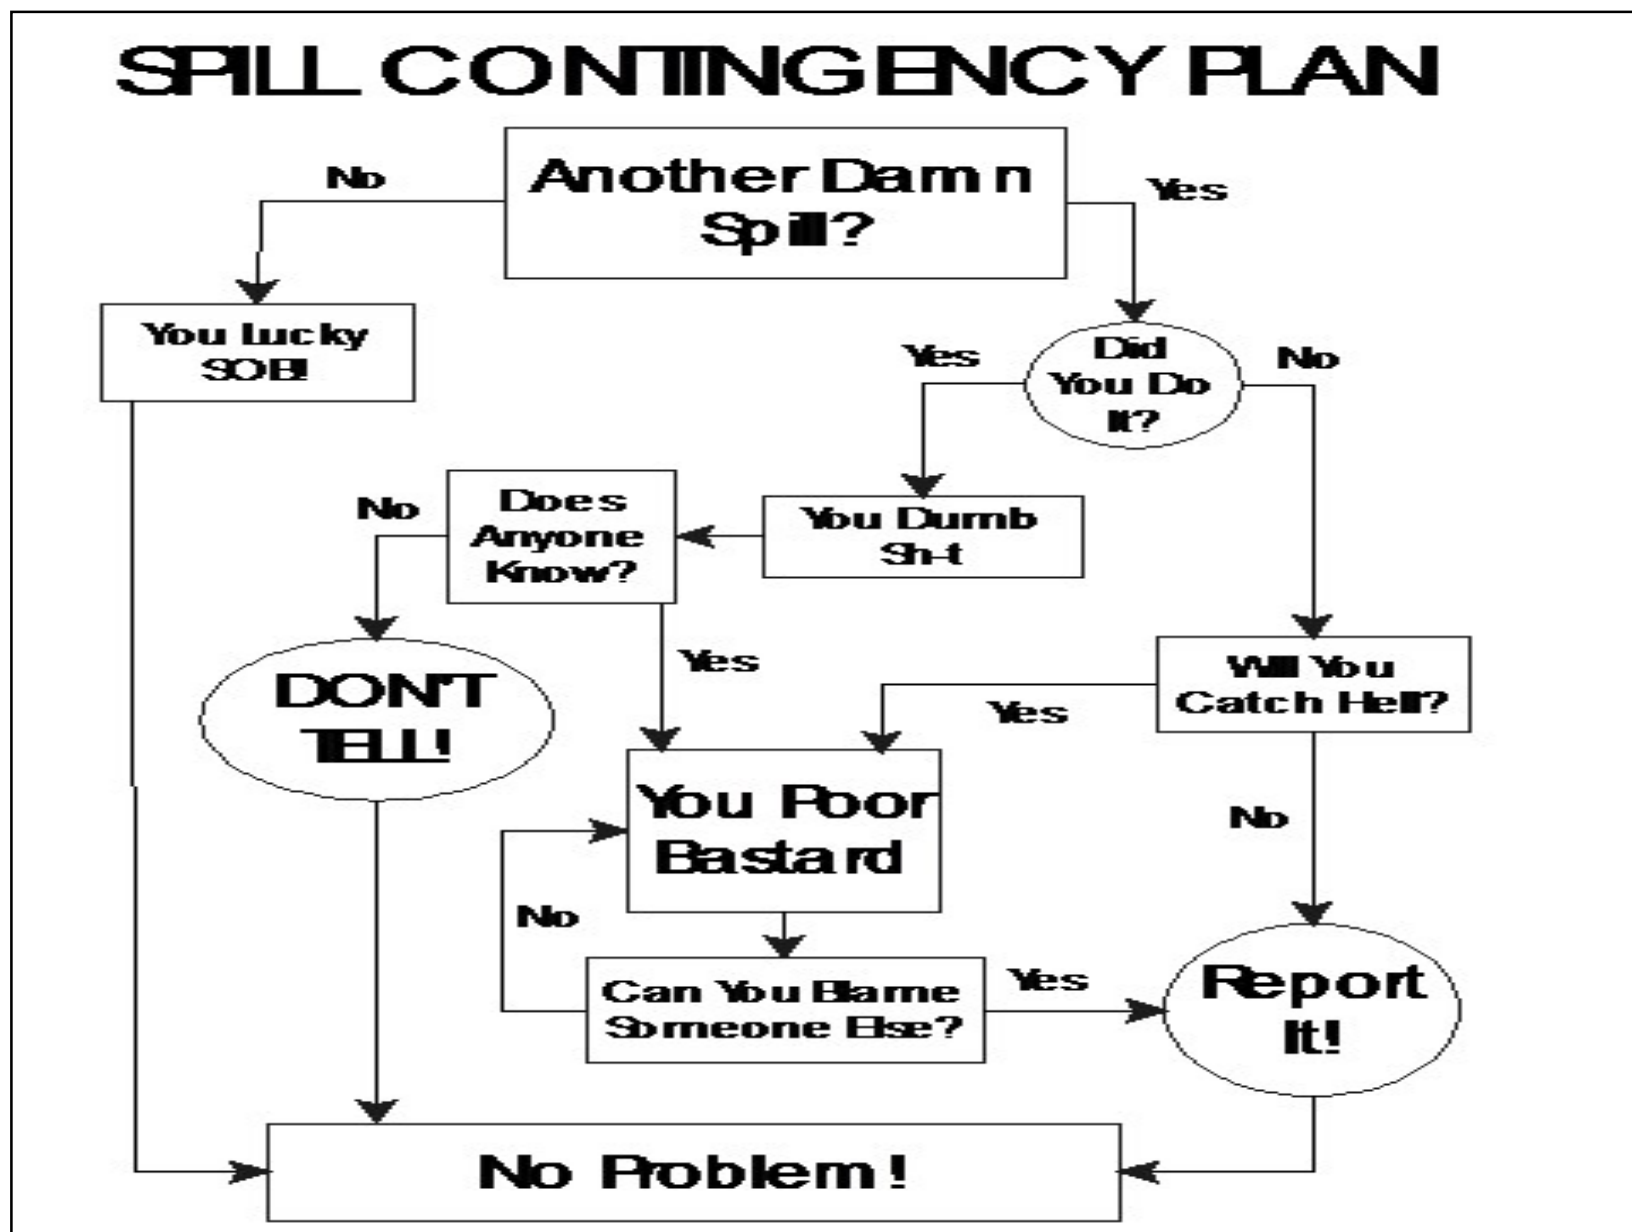 SPILL CONTINGENCY PLAN
Another Damn
Spill?
No
Yes
You Lucky
SOB!
Did
You Do
It?
Yes
No
Does
Anyone
Know?
No
You Dumb
Sh-t
DON'T
TELL!
Yes
Will You
Catch Hell?
Yes
You Poor
Bastard
No
No
Can You Blame
Someone Else?
Yes
Report
It!
No Problem!